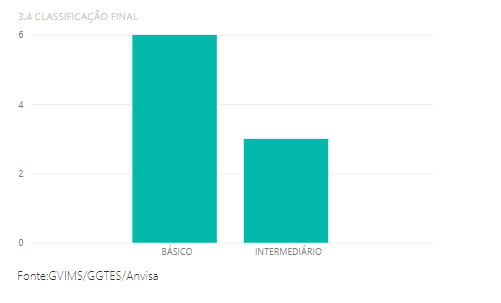 3.4 CLASSIFICAÇÃO FINAL
6
4
2
0
BÁSICO INTERMEDIÁRIO
Fonte:GVIMS/GGTES/Anvisa